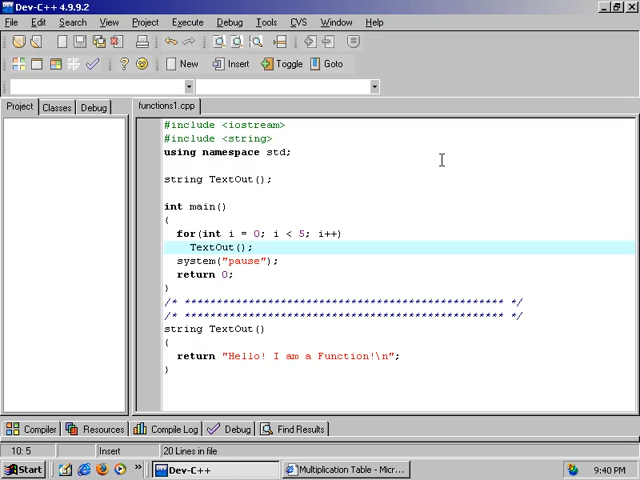 Dev-C++ 4.9.9.2
File Edit Search View Project Execute Debug Tools CVS Window Help
New Insert Toggle Goto
Project Classes Debug functions1.cpp
#include <iostream>
#include <string>
using namespace std;
string TextOut();
int main()
{
for(int i = 0; i < 5; i++)
TextOut();
system("pause");
return 0;
}
/* ************************************************* */
/* ************************************************* */
string TextOut()
{
return "Hello! I am a Function!\n";
}
Compiler Resources Compile Log Debug Find Results
10: 5 Insert 20 Lines in file
Start Dev-C++ Multiplication Table - Micr... 9:40 PM